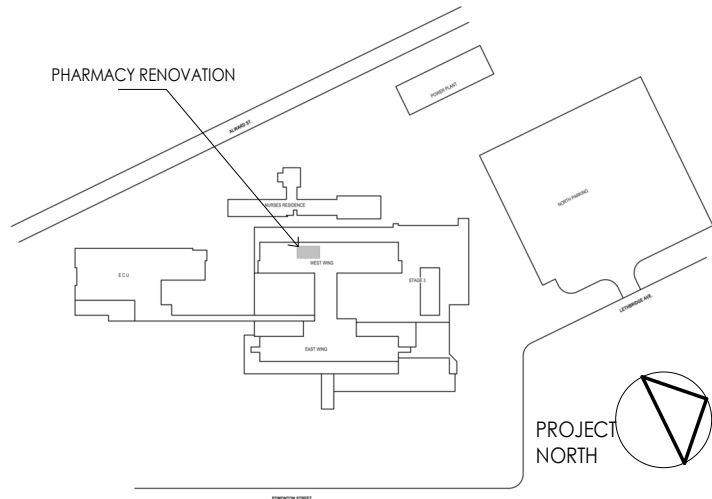 PHARMACY RENOVATION
POWER PLANT
ALWARD ST.
NORTH PARKING
NURSES RESIDENCE
WEST WING
E C U
STAGE 3
LETHBRIDGE AVE.
EAST WING
PROJECT
NORTH
EDMONTON STREET